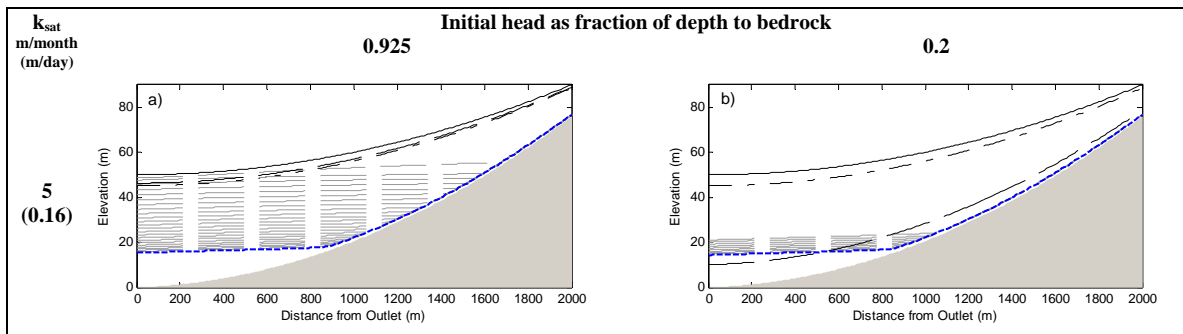 k_sat
m/month
(m/day)
Initial head as fraction of depth to bedrock
0.925
0.2
5
(0.16)
a)
80
60
40
20
0
Elevation (m)
0 200 400 600 800 1000 1200 1400 1600 1800 2000
Distance from Outlet (m)
b)
80
60
40
20
0
Elevation (m)
0 200 400 600 800 1000 1200 1400 1600 1800 2000
Distance from Outlet (m)